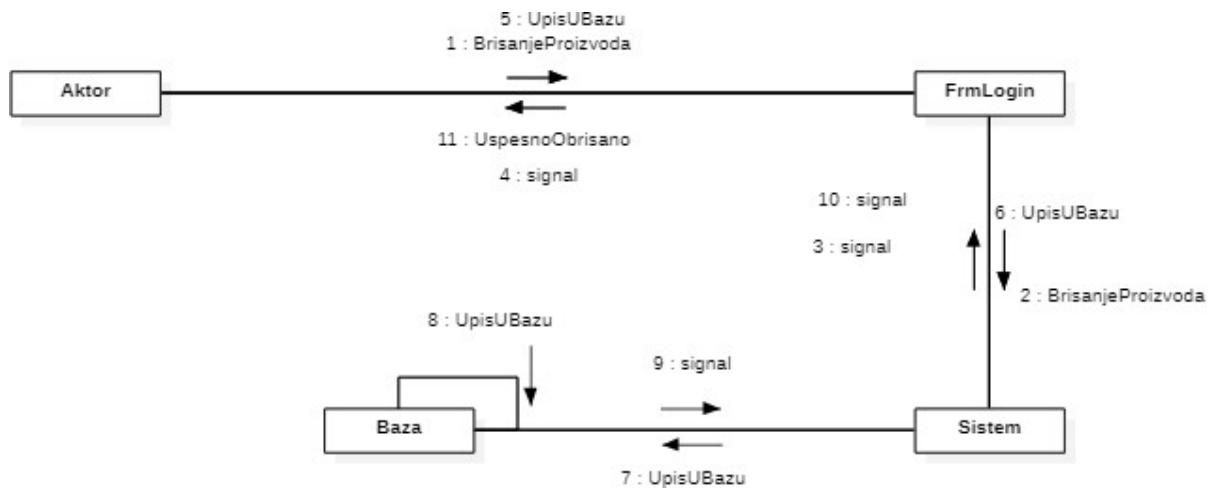 5 : UpisUBazu
1 : BrisanjeProizvoda
Aktor
FrmLogin
11 : UspesnoObrisano
4 : signal
10 : signal
6 : UpisUBazu
3 : signal
2 : BrisanjeProizvoda
8 : UpisUBazu
9 : signal
Baza
Sistem
7 : UpisUBazu